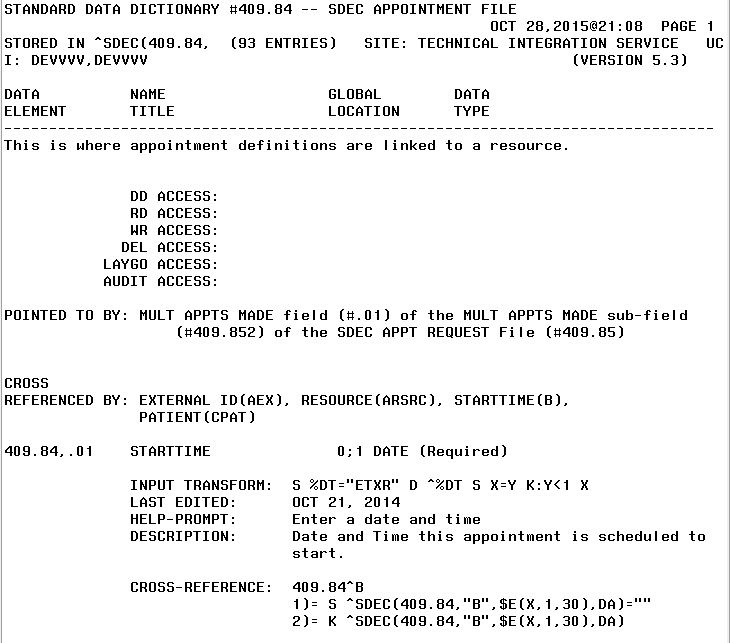 STANDARD DATA DICTIONARY #409.84 -- SDEC APPOINTMENT FILE
OCT 28,2015@21:08 PAGE 1
STORED IN ^SDEC(409.84, (93 ENTRIES) SITE: TECHNICAL INTEGRATION SERVICE UC
I: DEVVVV,DEVVVV (VERSION 5.3)
DATA NAME GLOBAL DATA
ELEMENT TITLE LOCATION TYPE
-------------------------------------------------------------------------------
This is where appointment definitions are linked to a resource.
DD ACCESS:
RD ACCESS:
WR ACCESS:
DEL ACCESS:
LAYGO ACCESS:
AUDIT ACCESS:
POINTED TO BY: MULT APPTS MADE field (#.01) of the MULT APPTS MADE sub-field
(#409.852) of the SDEC APPT REQUEST File (#409.85)
CROSS
REFERENCED BY: EXTERNAL ID(AEX), RESOURCE(ARSRC), STARTTIME(B),
PATIENT(CPAT)
409.84,.01 STARTTIME 0;1 DATE (Required)
INPUT TRANSFORM: S %DT="ETXR" D ^%DT S X=Y K:Y<1 X
LAST EDITED: OCT 21, 2014
HELP-PROMPT: Enter a date and time
DESCRIPTION: Date and Time this appointment is scheduled to
start.
CROSS-REFERENCE: 409.84^B
1)= S ^SDEC(409.84,"B",$E(X,1,30),DA)=""
2)= K ^SDEC(409.84,"B",$E(X,1,30),DA)